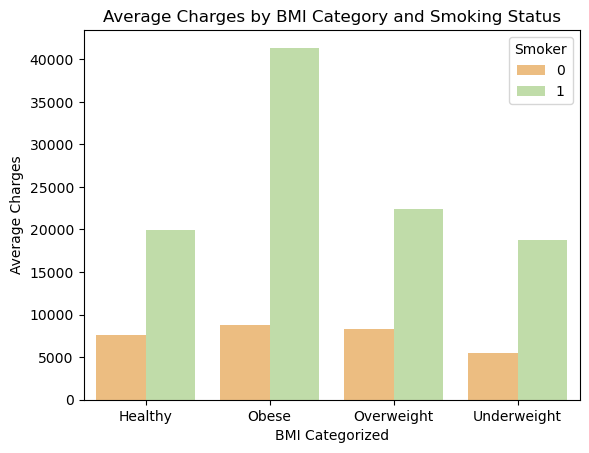 Average Charges by BMI Category and Smoking Status
Smoker
0
1
40000
35000
30000
25000
20000
15000
10000
5000
0
Average Charges
Healthy
Obese
Overweight
Underweight
BMI Categorized